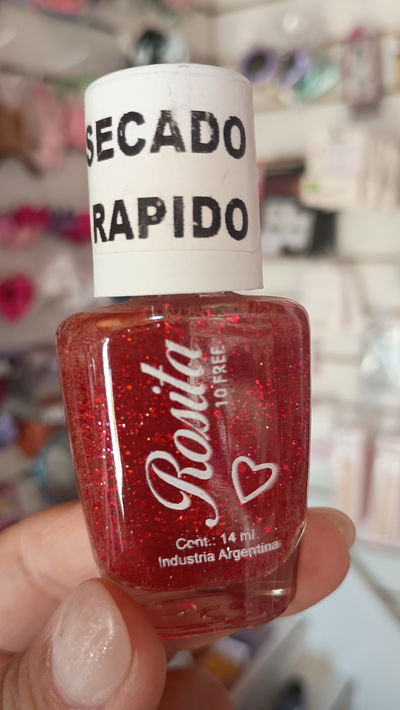 SECADO
RAPIDO
Rosita
10 FREE
Cont.: 14 ml
Industria Argentina